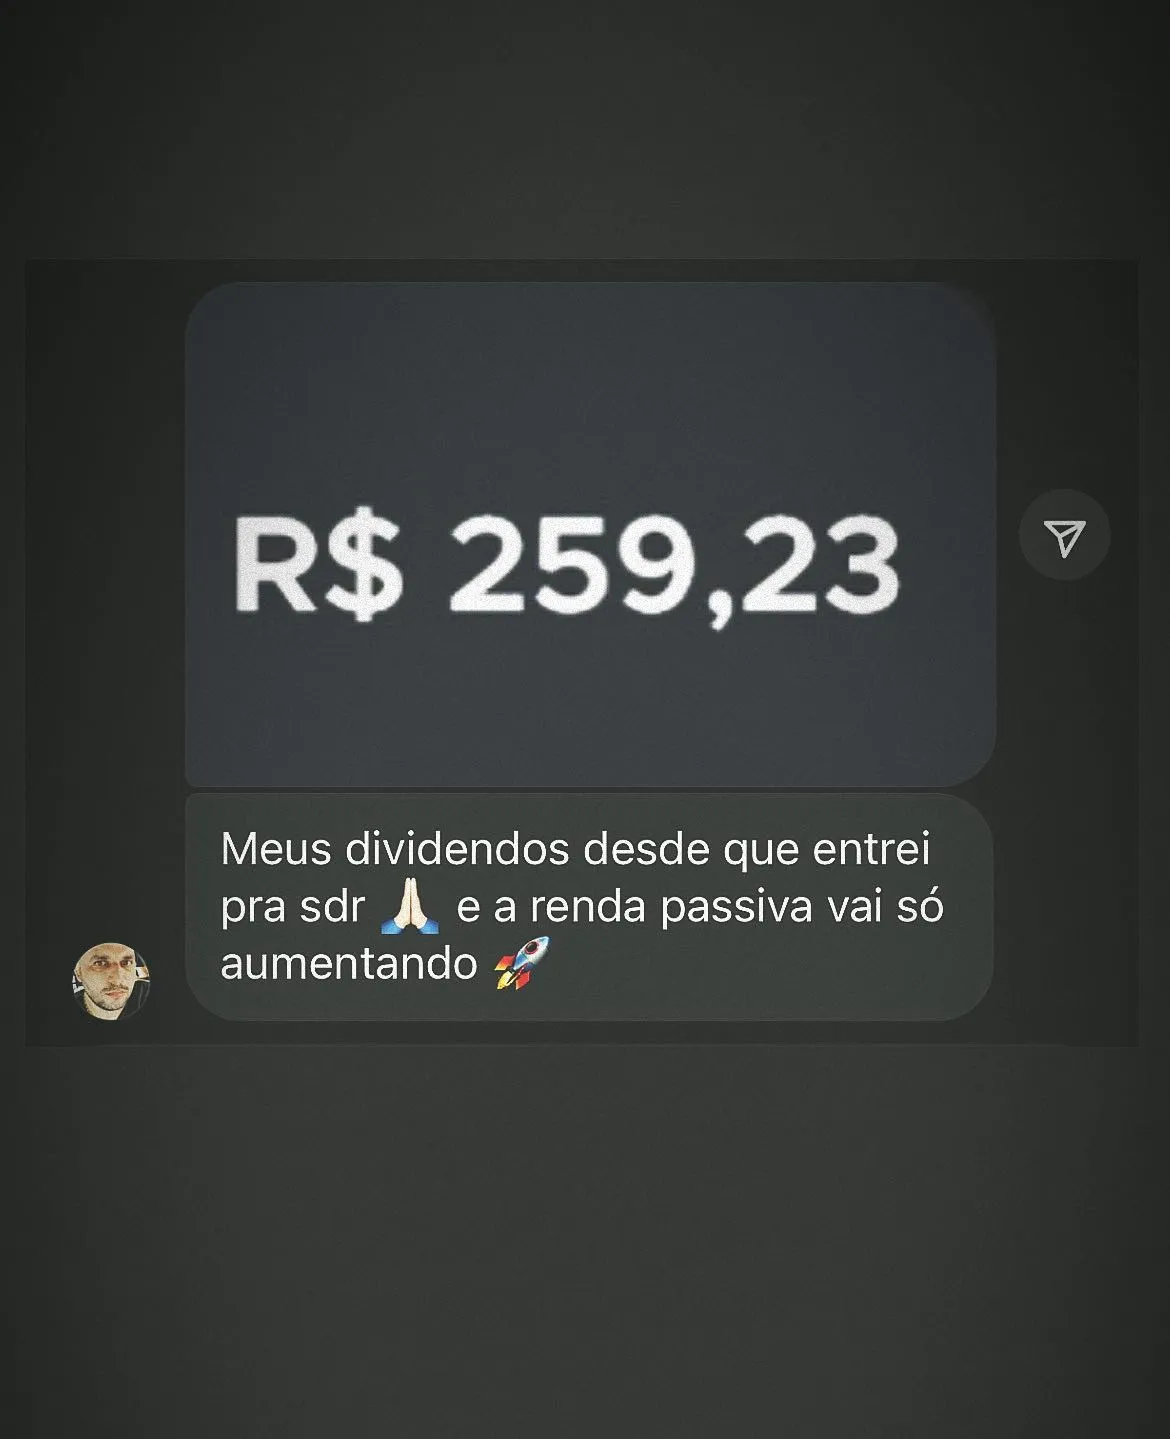 R$ 259,23
Meus dividendos desde que entrei
pra sdr 🙏🏻 e a renda passiva vai só
aumentando 🚀